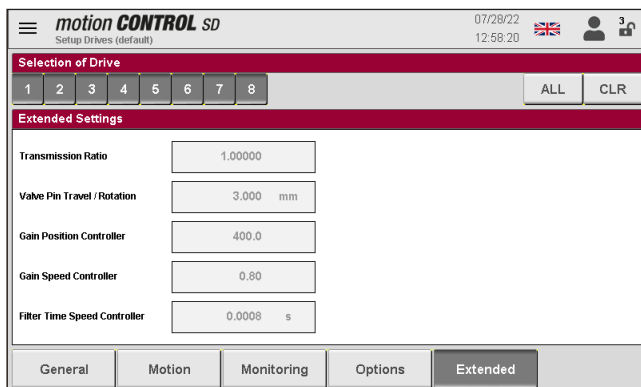 motion CONTROL SD
Setup Drives (default)
07/28/22
12:58:20
3
Selection of Drive
1 2 3 4 5 6 7 8 ALL CLR
Extended Settings
Transmission Ratio 1.00000
Valve Pin Travel / Rotation 3.000 mm
Gain Position Controller 400.0
Gain Speed Controller 0.80
Filter Time Speed Controller 0.0008 s
General Motion Monitoring Options Extended